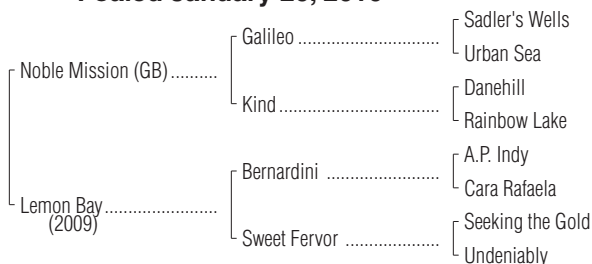 Sadler's Wells
Galileo ........................................
Urban Sea
Noble Mission (GB) ..........
Danehill
Kind ............................................
Rainbow Lake
A.P. Indy
Bernardini ................................
Cara Rafaela
Lemon Bay ........................
(2009)
Seeking the Gold
Sweet Fervor ...........................
Undeniably